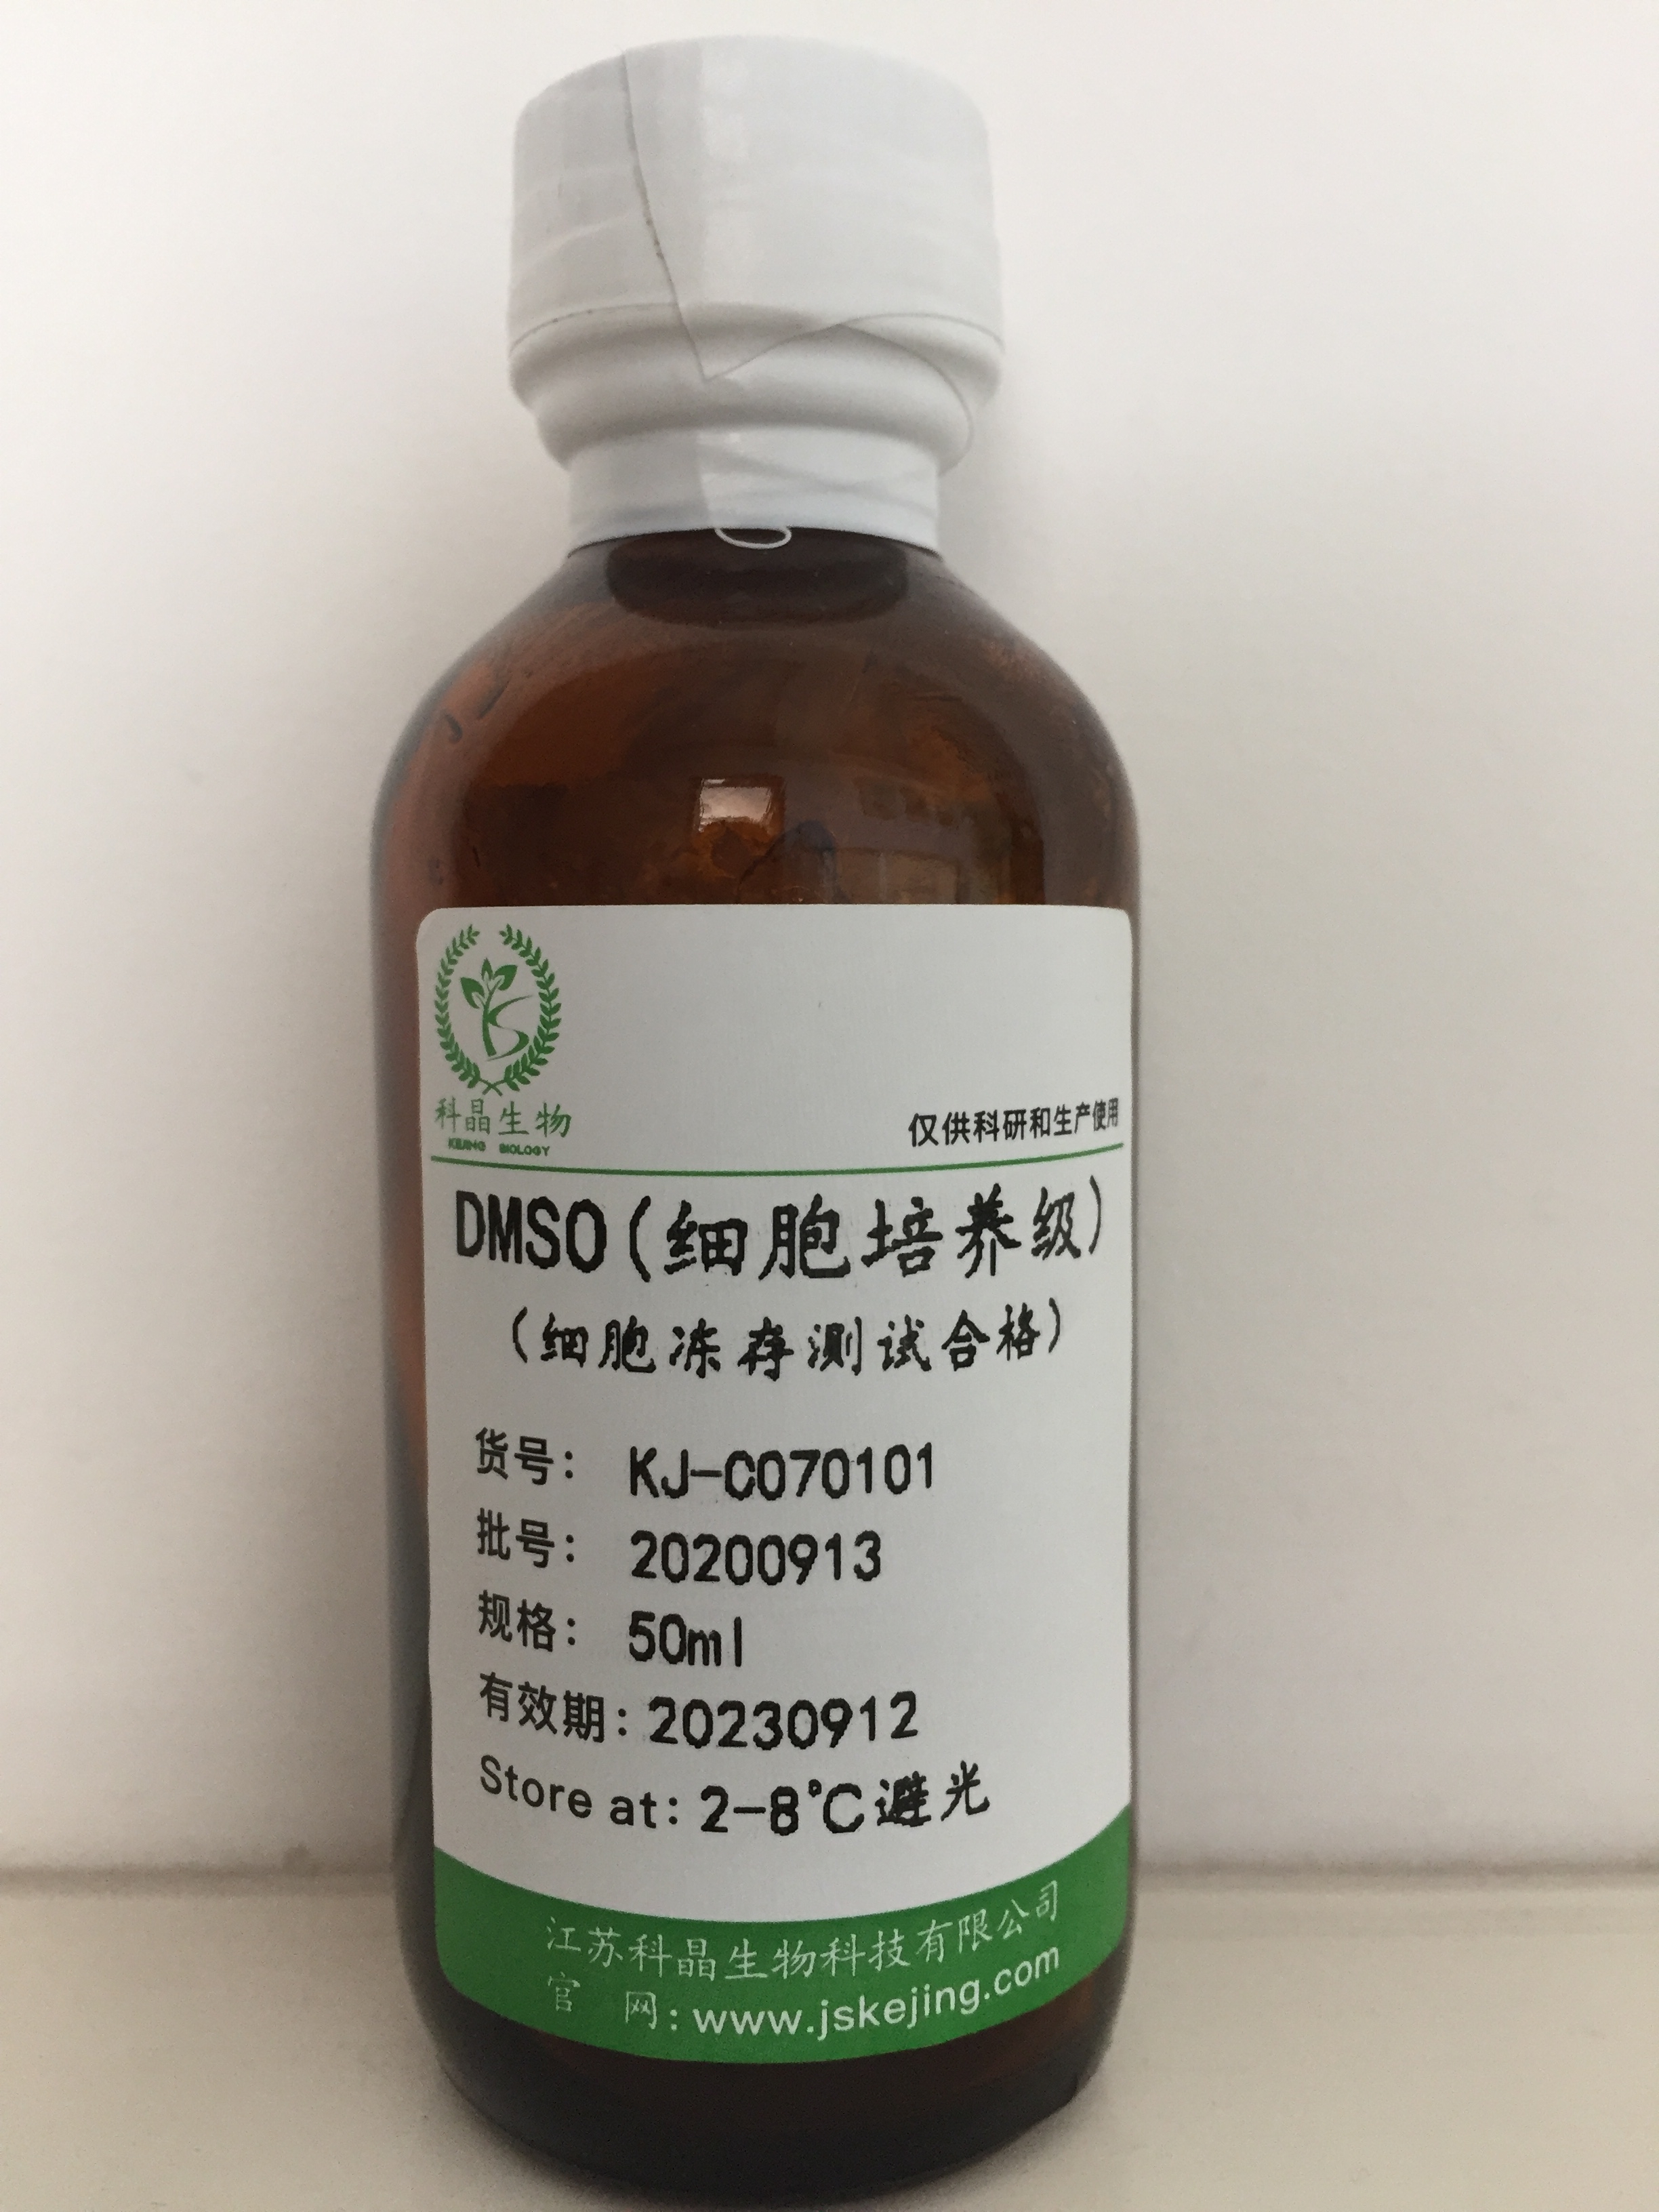 科晶生物
KEJING BIOLOGY
仅供科研和生产使用
DMSO(细胞培养级)
(细胞冻存测试合格)
货号: KJ-C070101
批号: 20200913
规格: 50ml
有效期: 20230912
Store at: 2-8℃避光
江苏科晶生物科技有限公司
官 网: www.jskejing.com